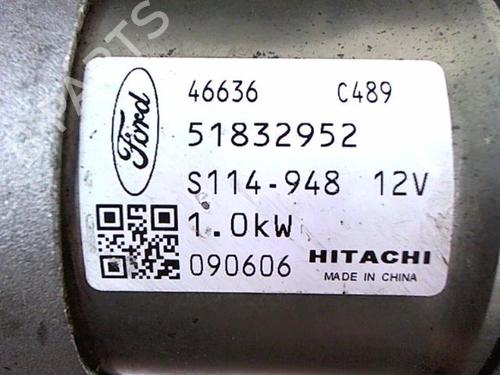 PARTS
46636 C489
Ford
51832952
S114-948 12V
1.0kW
090606 HITACHI
MADE IN CHINA